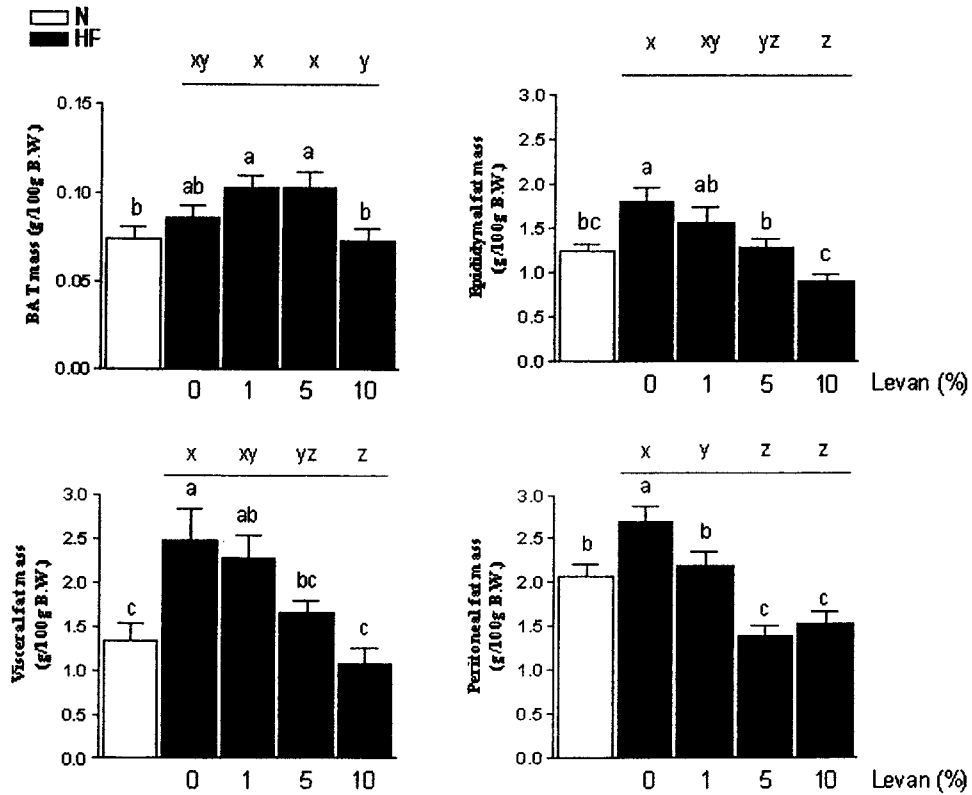 N
HF
xy x x y
BAT mass (g/100g B.W.)
0.15
0.10
0.05
0.00
b ab a a b
0 1 5 10
x xy yz z
Epididymal fat mass
(g/100g B.W.)
3.0
2.5
2.0
1.5
1.0
0.5
0.0
bc a ab b c
0 1 5 10 Levan (%)
x xy yz z
Visceral fat mass
(g/100g B.W.)
3.0
2.5
2.0
1.5
1.0
0.5
0.0
c a ab bc c
0 1 5 10
x y z z
Peritoneal fat mass
(g/100g B.W.)
3.0
2.5
2.0
1.5
1.0
0.5
0.0
b a b c c
0 1 5 10 Levan (%)